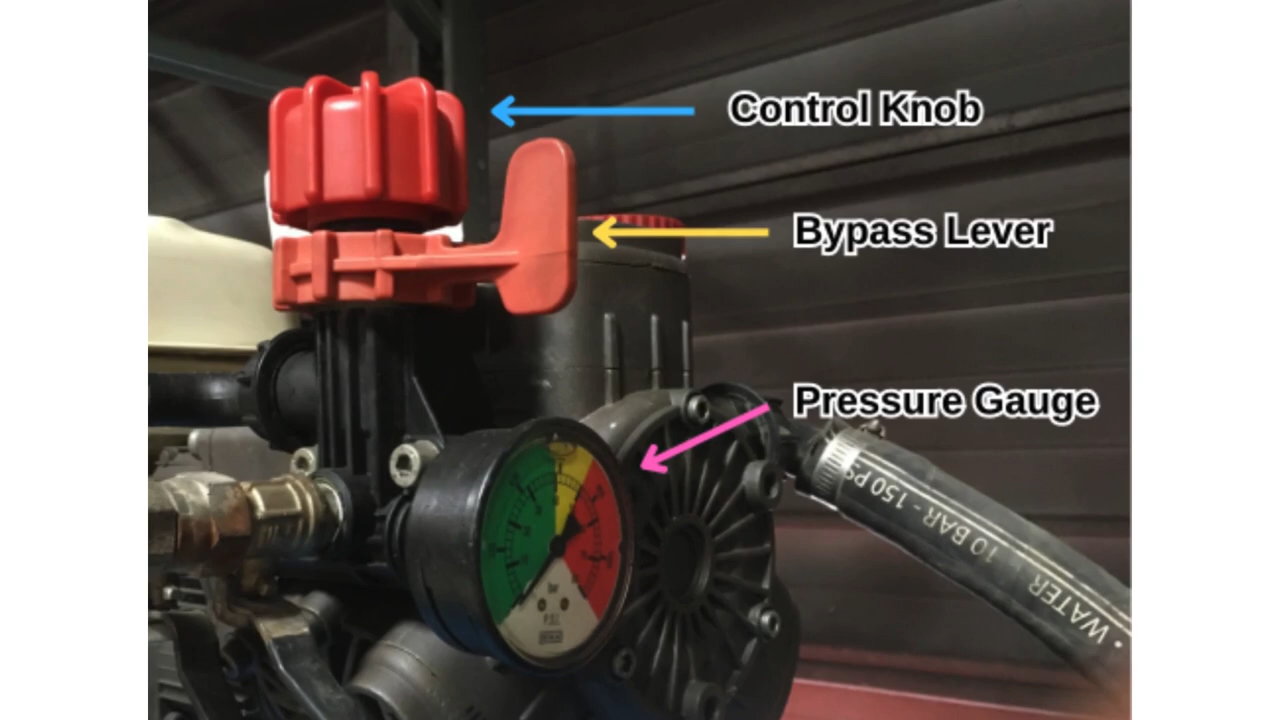 Control Knob
Bypass Lever
Pressure Gauge
150 PS
10 BAR -
WATER
bar
P.S.I.